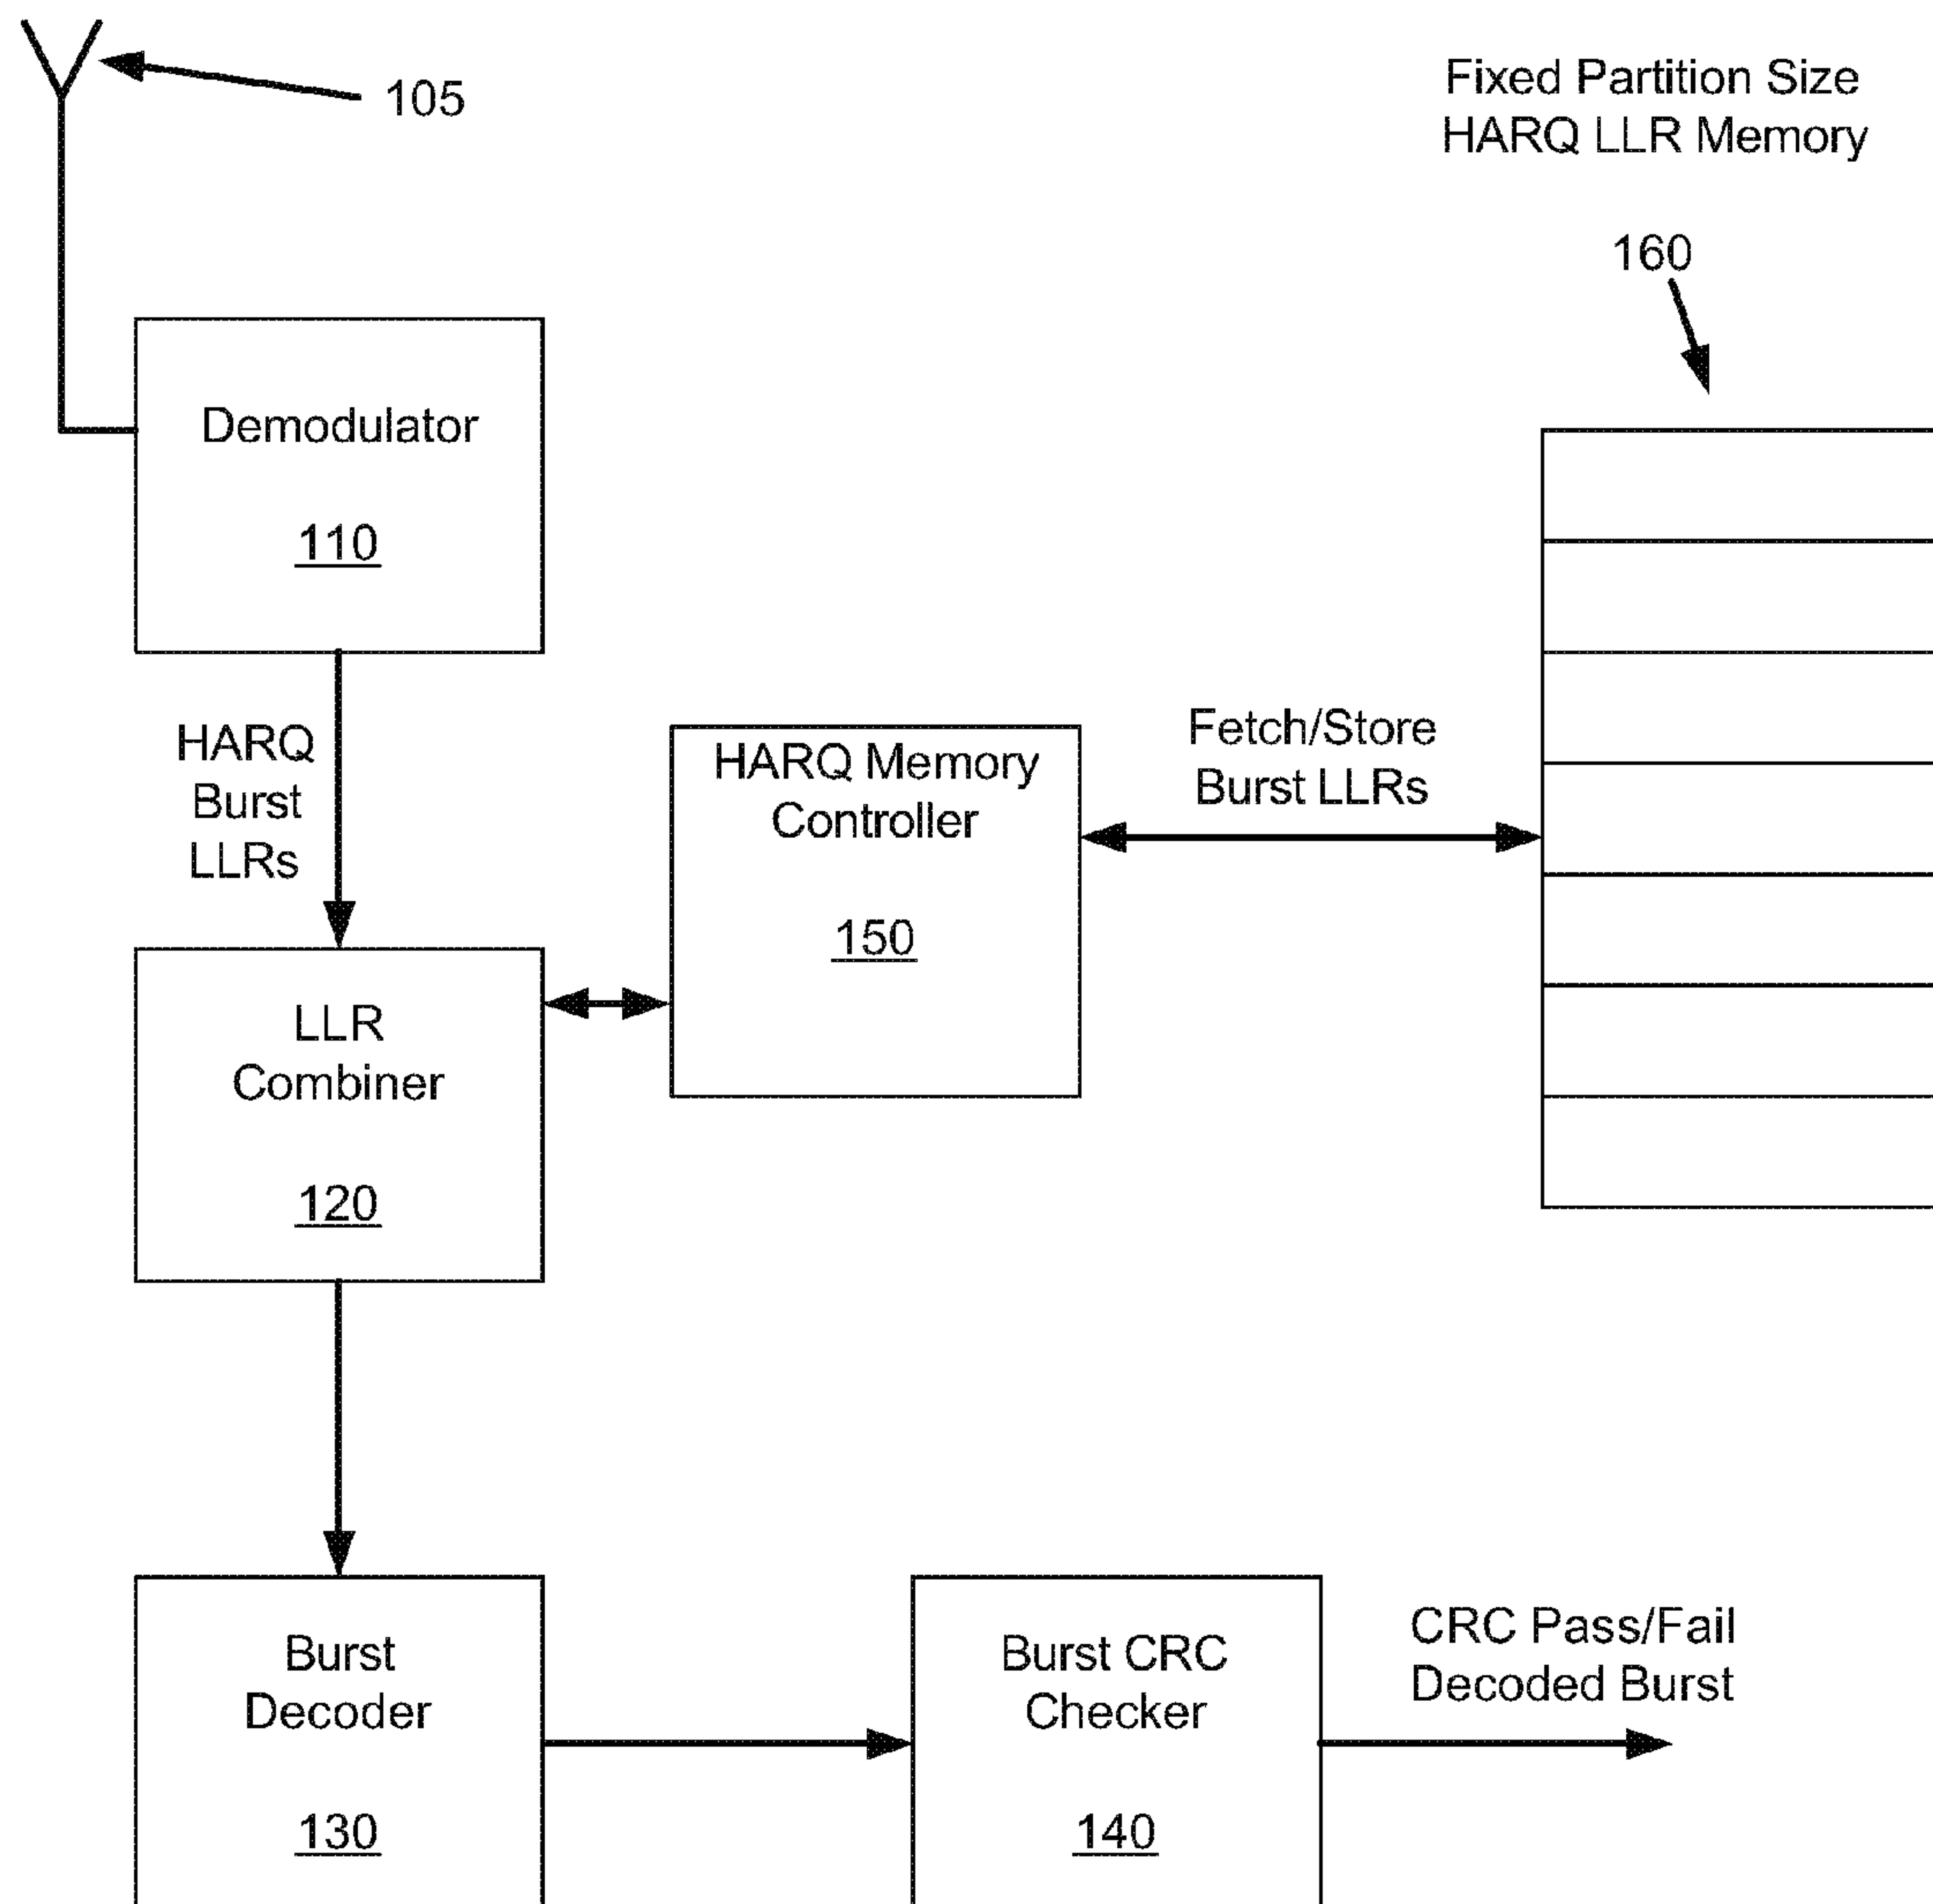 105
Fixed Partition Size
HARQ LLR Memory
160
Demodulator
110
HARQ
Burst
LLRs
HARQ Memory
Controller
150
Fetch/Store
Burst LLRs
LLR
Combiner
120
Burst
Decoder
130
Burst CRC
Checker
140
CRC Pass/Fail
Decoded Burst